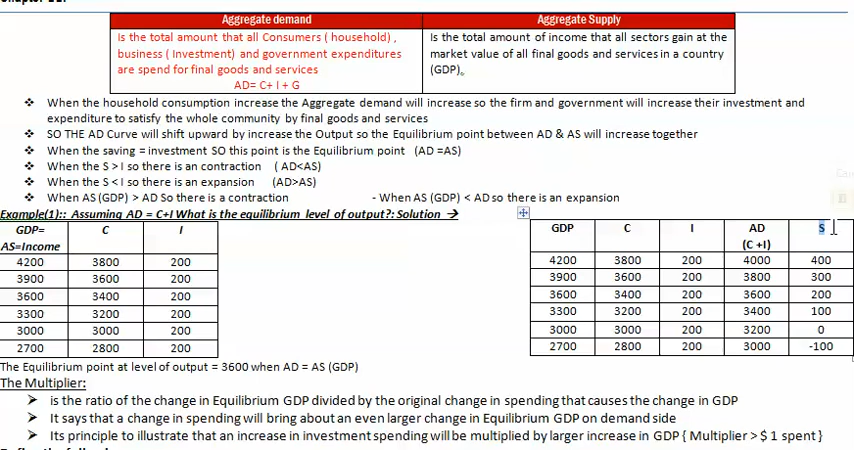 Aggregate demand Aggregate Supply
Is the total amount that all Consumers ( household) , Is the total amount of income that all sectors gain at the
business ( Investment) and government expenditures market value of all final goods and services in a country
are spend for final goods and services (GDP).
AD= C+ I + G
❖ When the household consumption increase the Aggregate demand will increase so the firm and government will increase their investment and
expenditure to satisfy the whole community by final goods and services
❖ SO THE AD Curve will shift upward by increase the Output so the Equilibrium point between AD & AS will increase together
❖ When the saving = investment SO this point is the Equilibrium point (AD =AS)
❖ When the S > I so there is an contraction ( AD<AS)
❖ When the S < I so there is an expansion (AD>AS)
❖ When AS (GDP) > AD So there is a contraction - When AS (GDP) < AD so there is an expansion
Example(1):: Assuming AD = C+I What is the equilibrium level of output?: Solution →
GDP= C I
AS=Income
4200 3800 200
3900 3600 200
3600 3400 200
3300 3200 200
3000 3000 200
2700 2800 200
GDP C I AD S
(C +I)
4200 3800 200 4000 400
3900 3600 200 3800 300
3600 3400 200 3600 200
3300 3200 200 3400 100
3000 3000 200 3200 0
2700 2800 200 3000 -100
The Equilibrium point at level of output = 3600 when AD = AS (GDP)
The Multiplier:
➢ is the ratio of the change in Equilibrium GDP divided by the original change in spending that causes the change in GDP
➢ It says that a change in spending will bring about an even larger change in Equilibrium GDP on demand side
➢ Its principle to illustrate that an increase in investment spending will be multiplied by larger increase in GDP { Multiplier > $ 1 spent }